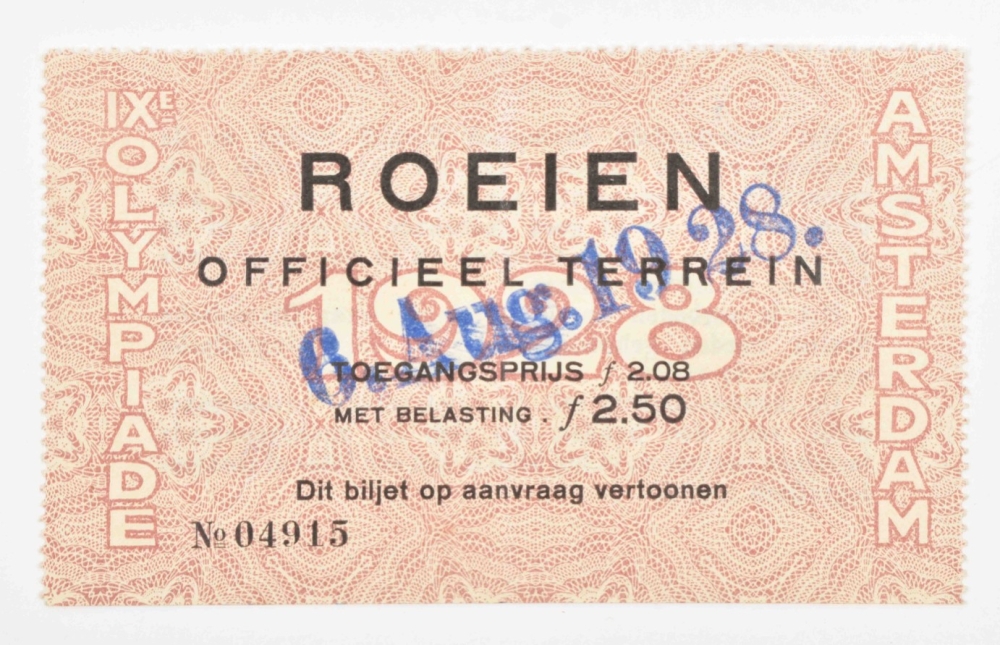 IXE OLYMPIADE
ROEIEN
OFFICIEEL TERREIN
1928
6. Aug. 1928.
TOEGANGSPRIJS f 2.08
MET BELASTING . f 2.50
Dit biljet op aanvraag vertoonen
№ 04915
AMSTERDAM